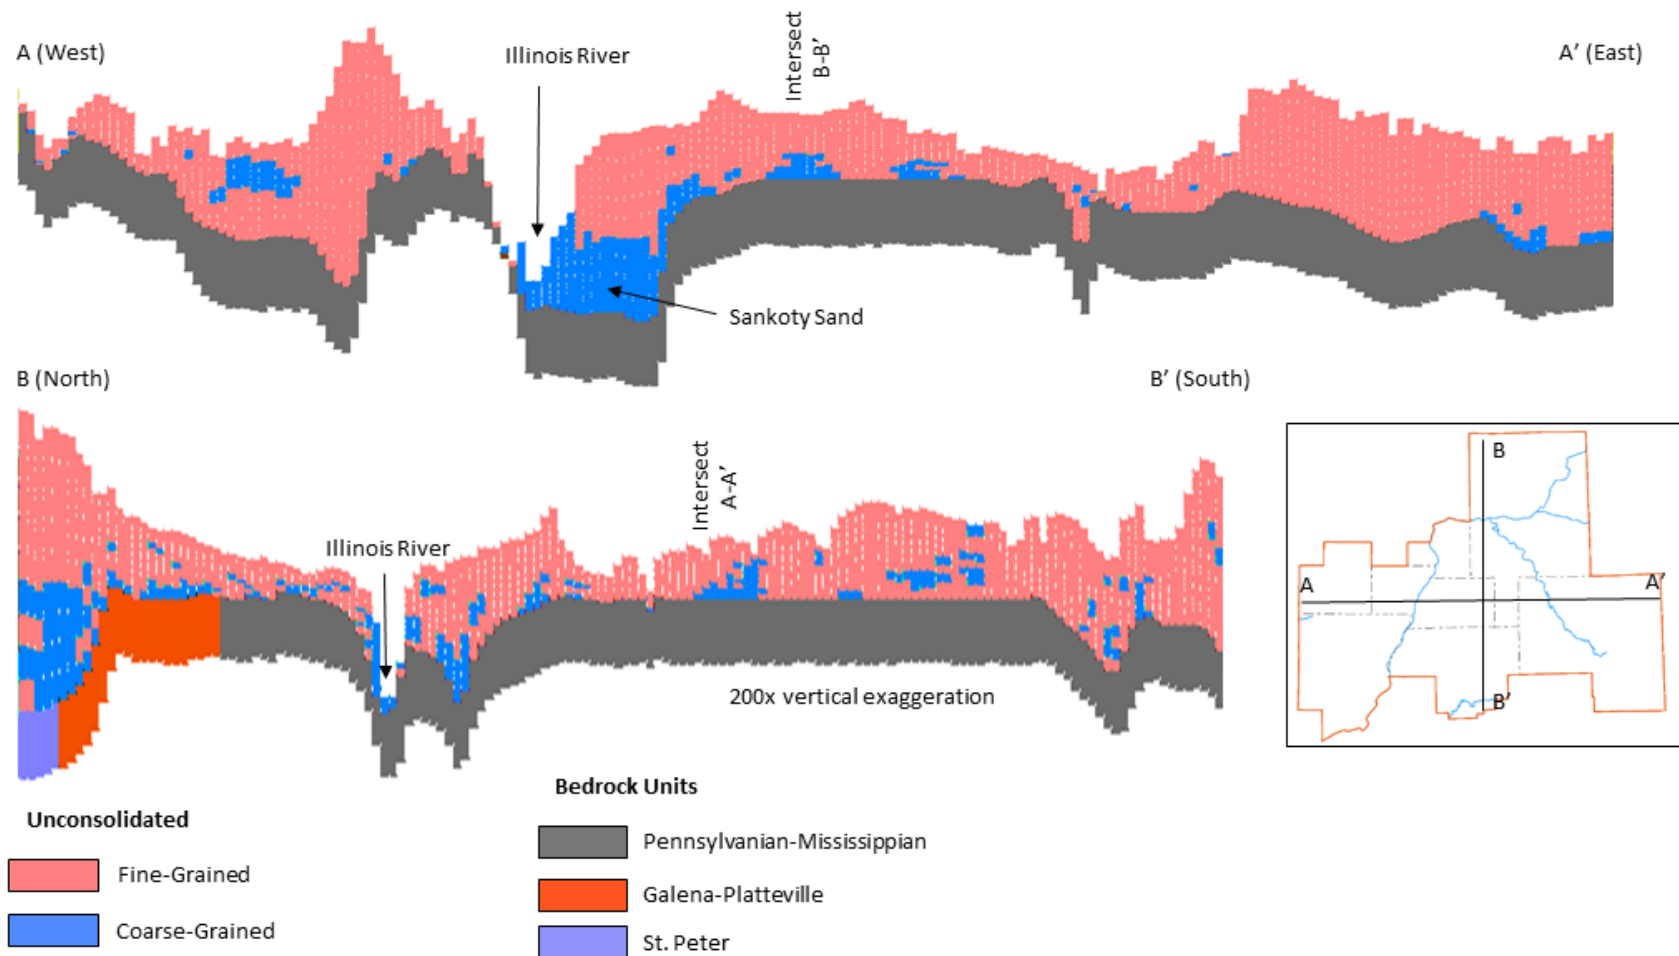 A (West)
Illinois River
Intersect
B-B’
A’ (East)
Sankoty Sand
B (North)
B’ (South)
Illinois River
Intersect
A-A’
200x vertical exaggeration
B
A
A’
B’
Unconsolidated
Fine-Grained
Coarse-Grained
Bedrock Units
Pennsylvanian-Mississippian
Galena-Platteville
St. Peter